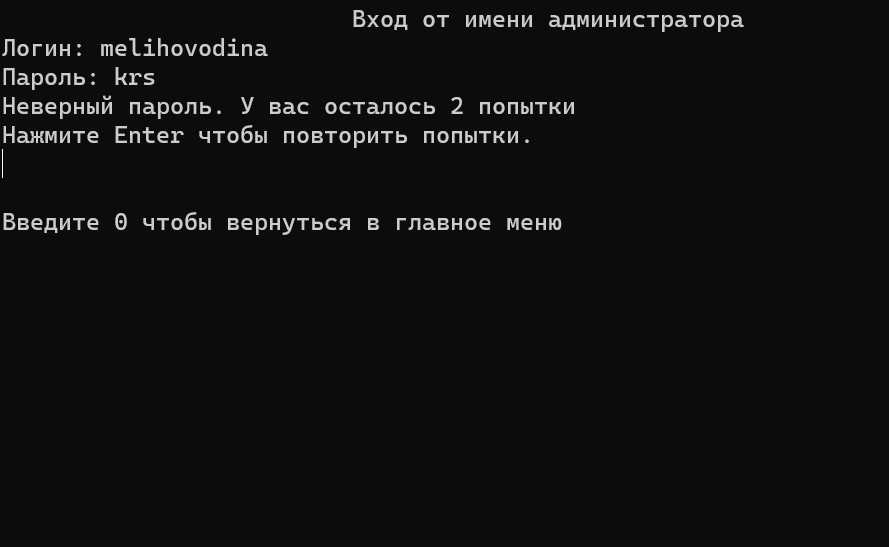 Вход от имени администратора
Логин: melihovodina
Пароль: krs
Неверный пароль. У вас осталось 2 попытки
Нажмите Enter чтобы повторить попытки.
Введите 0 чтобы вернуться в главное меню